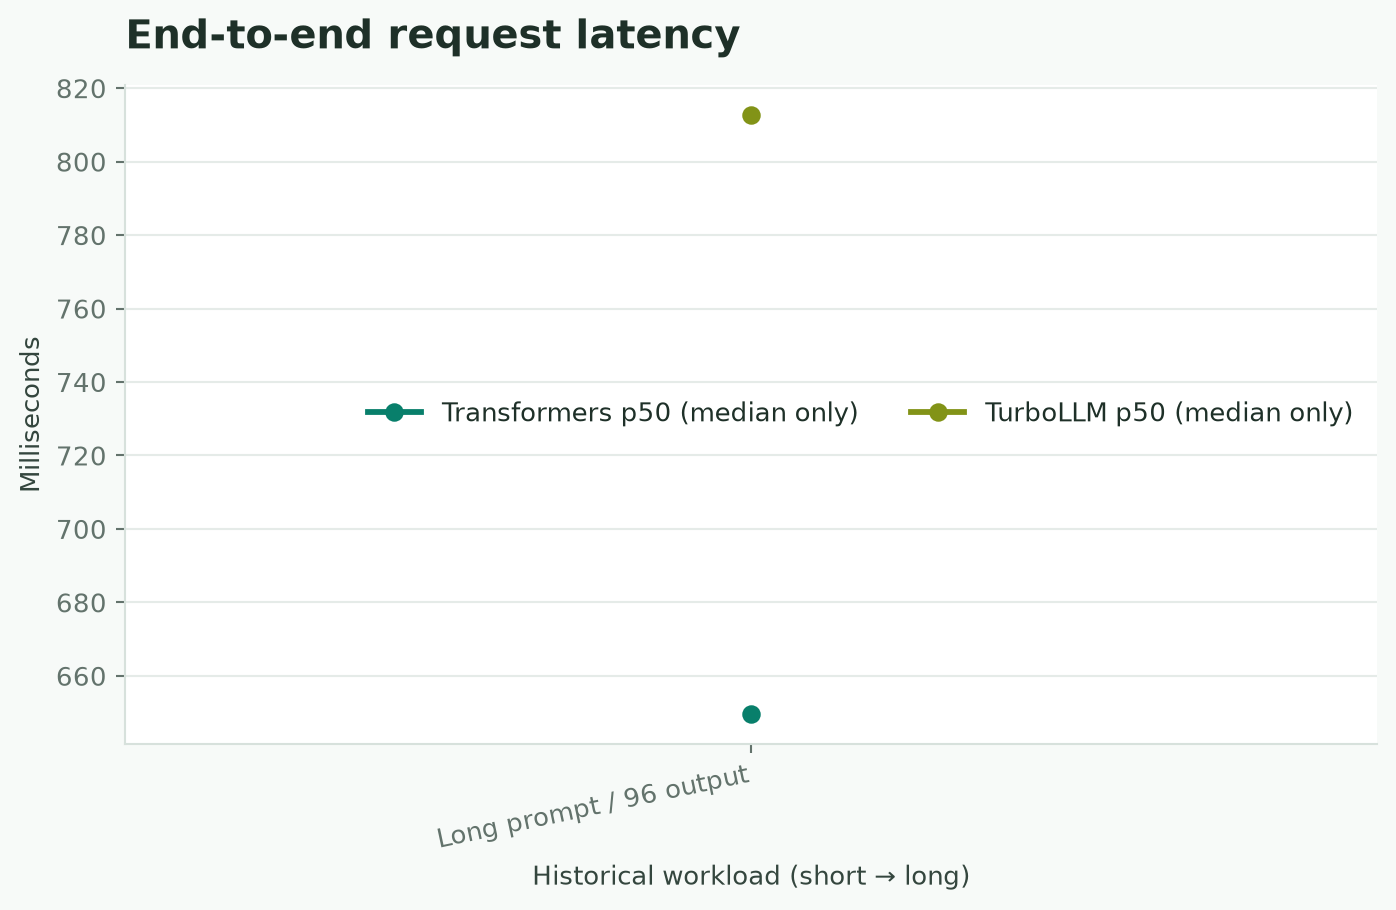 End-to-end request latency
820
800
780
760
740
720
700
680
660
Milliseconds
Transformers p50 (median only)
TurboLLM p50 (median only)
Long prompt / 96 output
Historical workload (short → long)